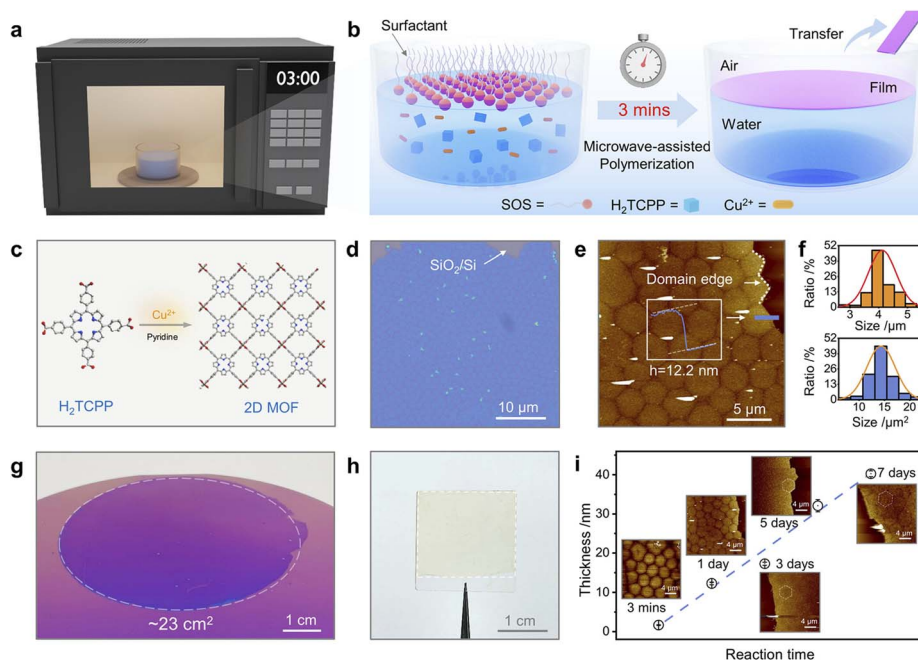 a
03:00
b
Surfactant
3 mins
Microwave-assisted
Polymerization
Transfer
Air
Film
Water
SOS =
H₂TCPP =
Cu²⁺ =
c
Cu²⁺
Pyridine
H₂TCPP
2D MOF
d
SiO₂/Si
10 μm
e
Domain edge
h=12.2 nm
5 μm
f
Ratio /%
52
39
26
13
0
3 4 5
Size /μm
Ratio /%
52
39
26
13
0
10 15 20
Size /μm²
g
~23 cm²
1 cm
h
1 cm
i
Thickness /nm
40
30
20
10
0
3 mins
4 μm
1 day
4 μm
5 days
4 μm
3 days
4 μm
7 days
4 μm
Reaction time